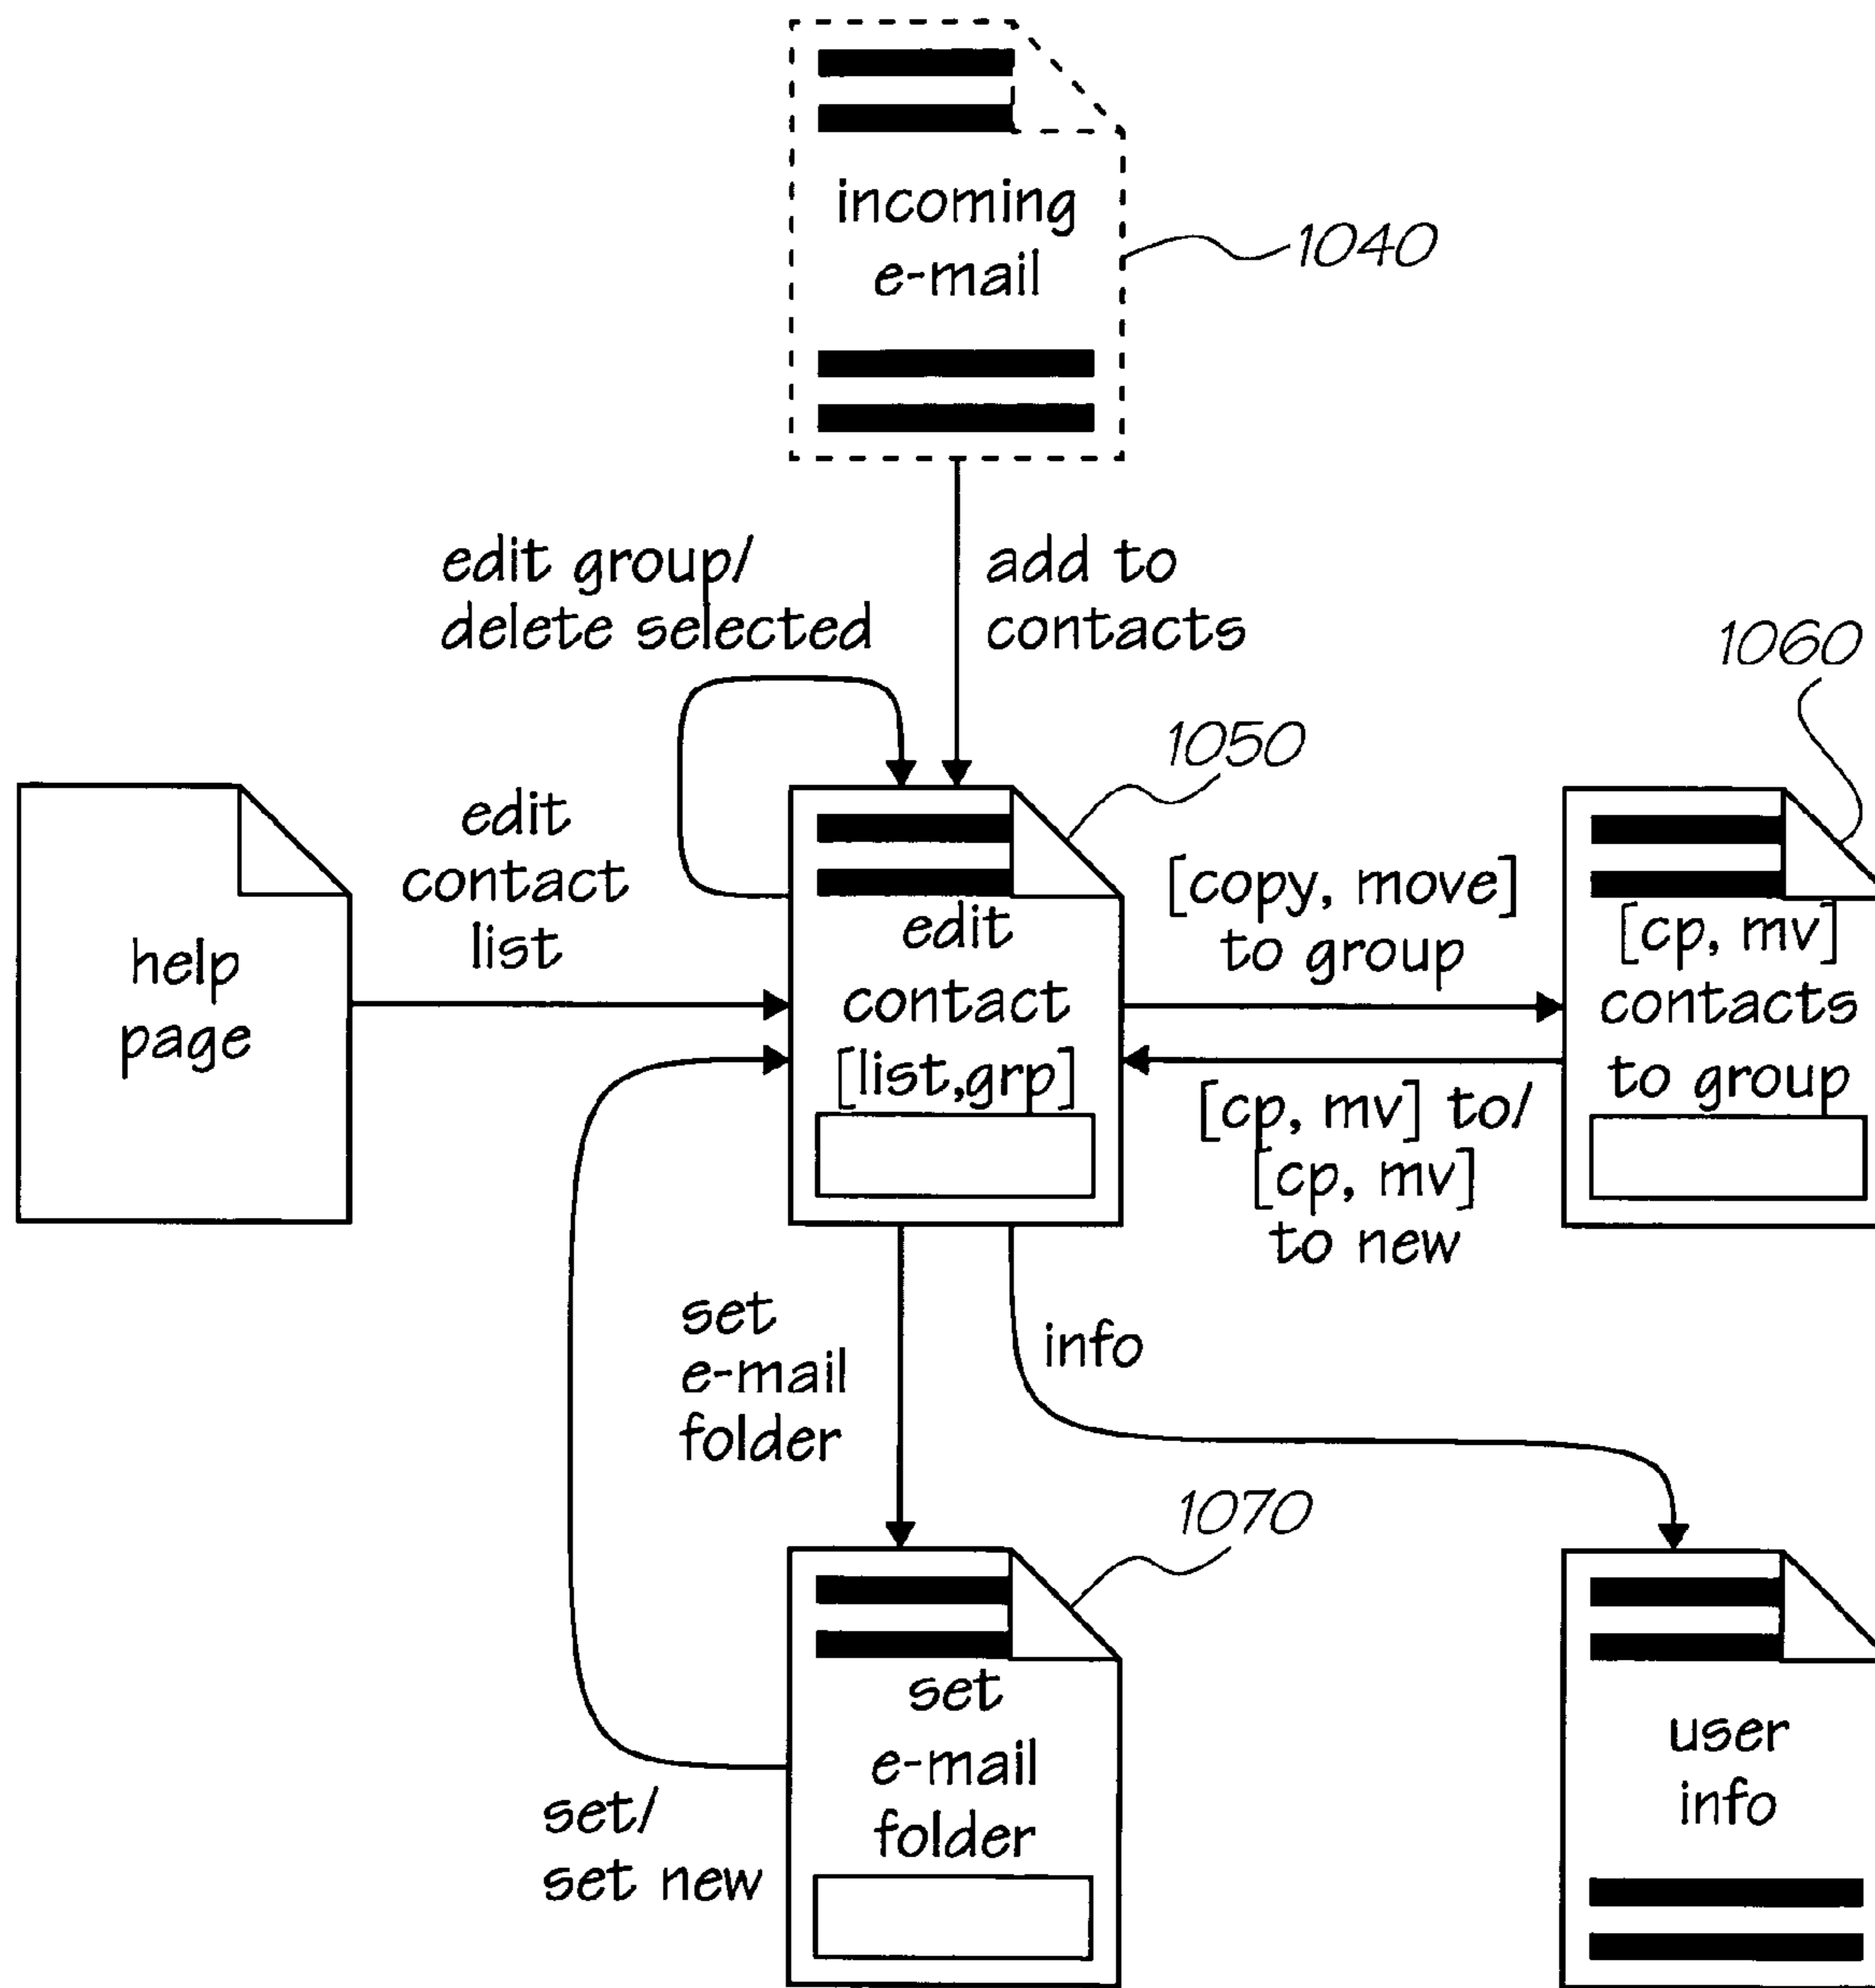 incoming
e-mail
1040
edit group/
delete selected
add to
contacts
1060
1050
help
page
edit
contact
list
edit
contact
[list,grp]
[copy, move]
to group
[cp, mv] to/
[cp, mv]
to new
[cp, mv]
contacts
to group
set
e-mail
folder
info
1070
set/
set new
set
e-mail
folder
user
info